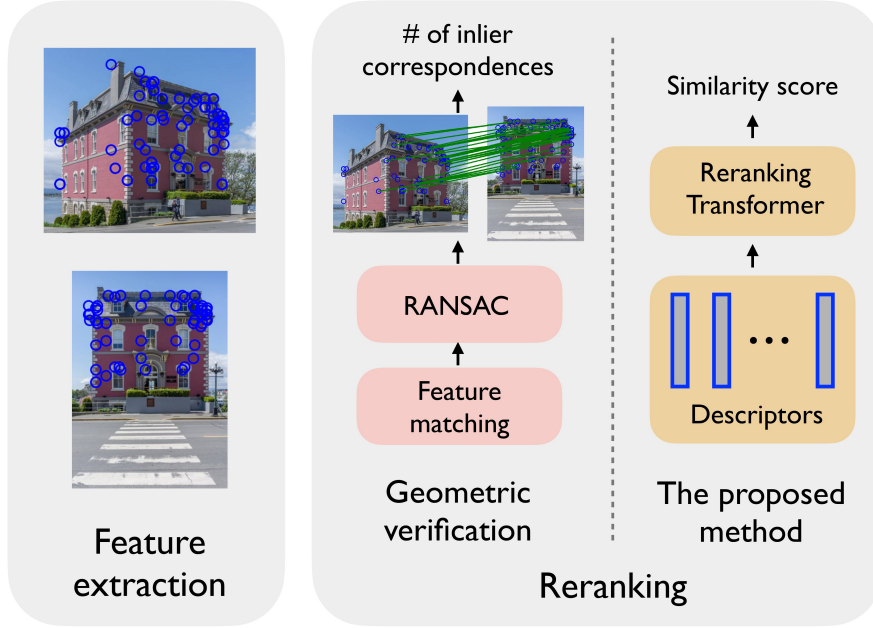 Feature
extraction
# of inlier
correspondences
RANSAC
Feature
matching
Geometric
verification
Similarity score
Reranking
Transformer
Descriptors
The proposed
method
Reranking